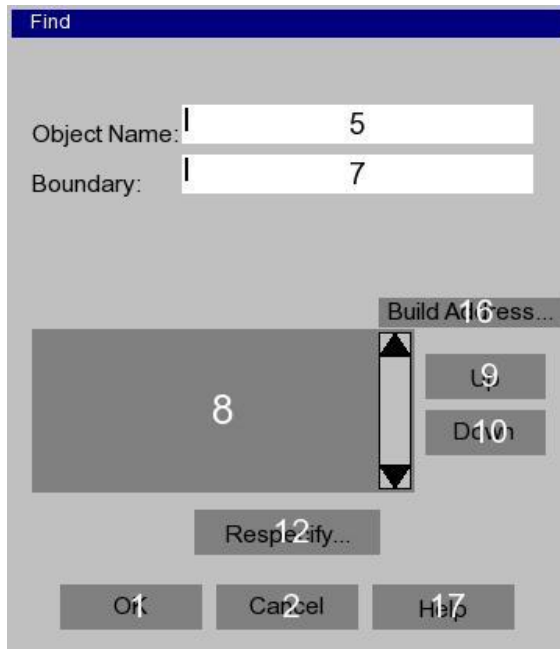 Find
Object Name: 5
Boundary: 7
Build Address... 16
8
Up 9
Down 10
Respecify... 12
OK 1 Cancel 2 Help 17